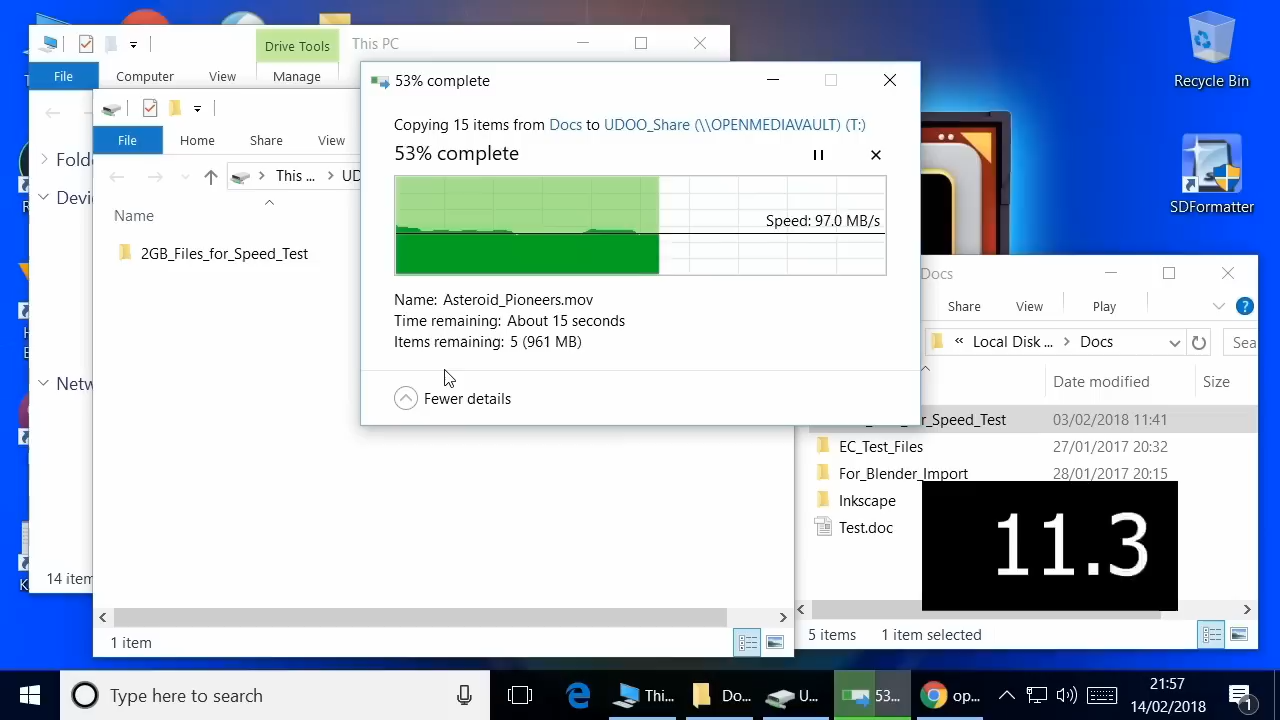 Drive Tools
This PC
File
Computer
View
Manage
53% complete
Copying 15 items from Docs to UDOO_Share (\\OPENMEDIAVAULT) (T:)
53% complete
Speed: 97.0 MB/s
Name: Asteroid_Pioneers.mov
Time remaining: About 15 seconds
Items remaining: 5 (961 MB)
Fewer details
File
Home
Share
View
This ...
Name
2GB_Files_for_Speed_Test
1 item
14 item
Recycle Bin
SDFormatter
Docs
Share
View
Play
?
« Local Disk ... > Docs
Sea
Date modified
Size
r_Speed_Test
03/02/2018 11:41
EC_Test_Files
27/01/2017 20:32
For_Blender_Import
28/01/2017 20:15
Inkscape
Test.doc
11.3
5 items
1 item selected
Type here to search
Thi...
Do...
U...
53...
op...
21:57
14/02/2018
1